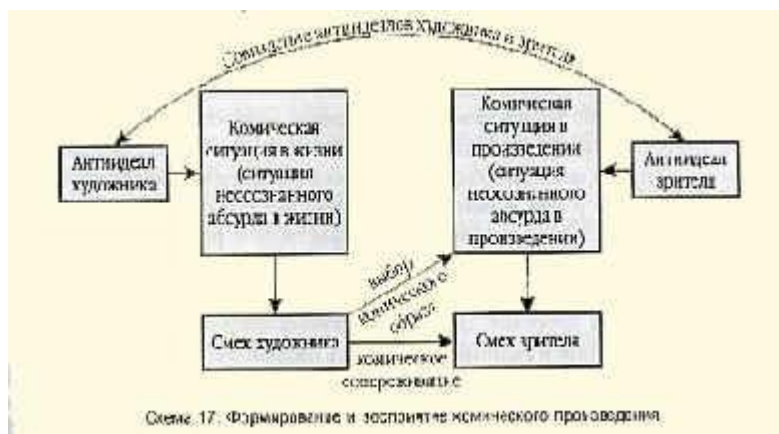 Совпадение антиидеалов художника и зрителя
Антиидеал
художника
Комическая
ситуация в жизни
(ситуация
неосознанного
абсурда в жизни)
Комическая
ситуация в
произведении
(ситуация
неосознанного
абсурда в
произведении)
Антиидеал
зрителя
выбор
комического
образа
Смех художника
комическое
сопереживание
Смех зрителя
Схема 17. Формирование и восприятие комического произведения